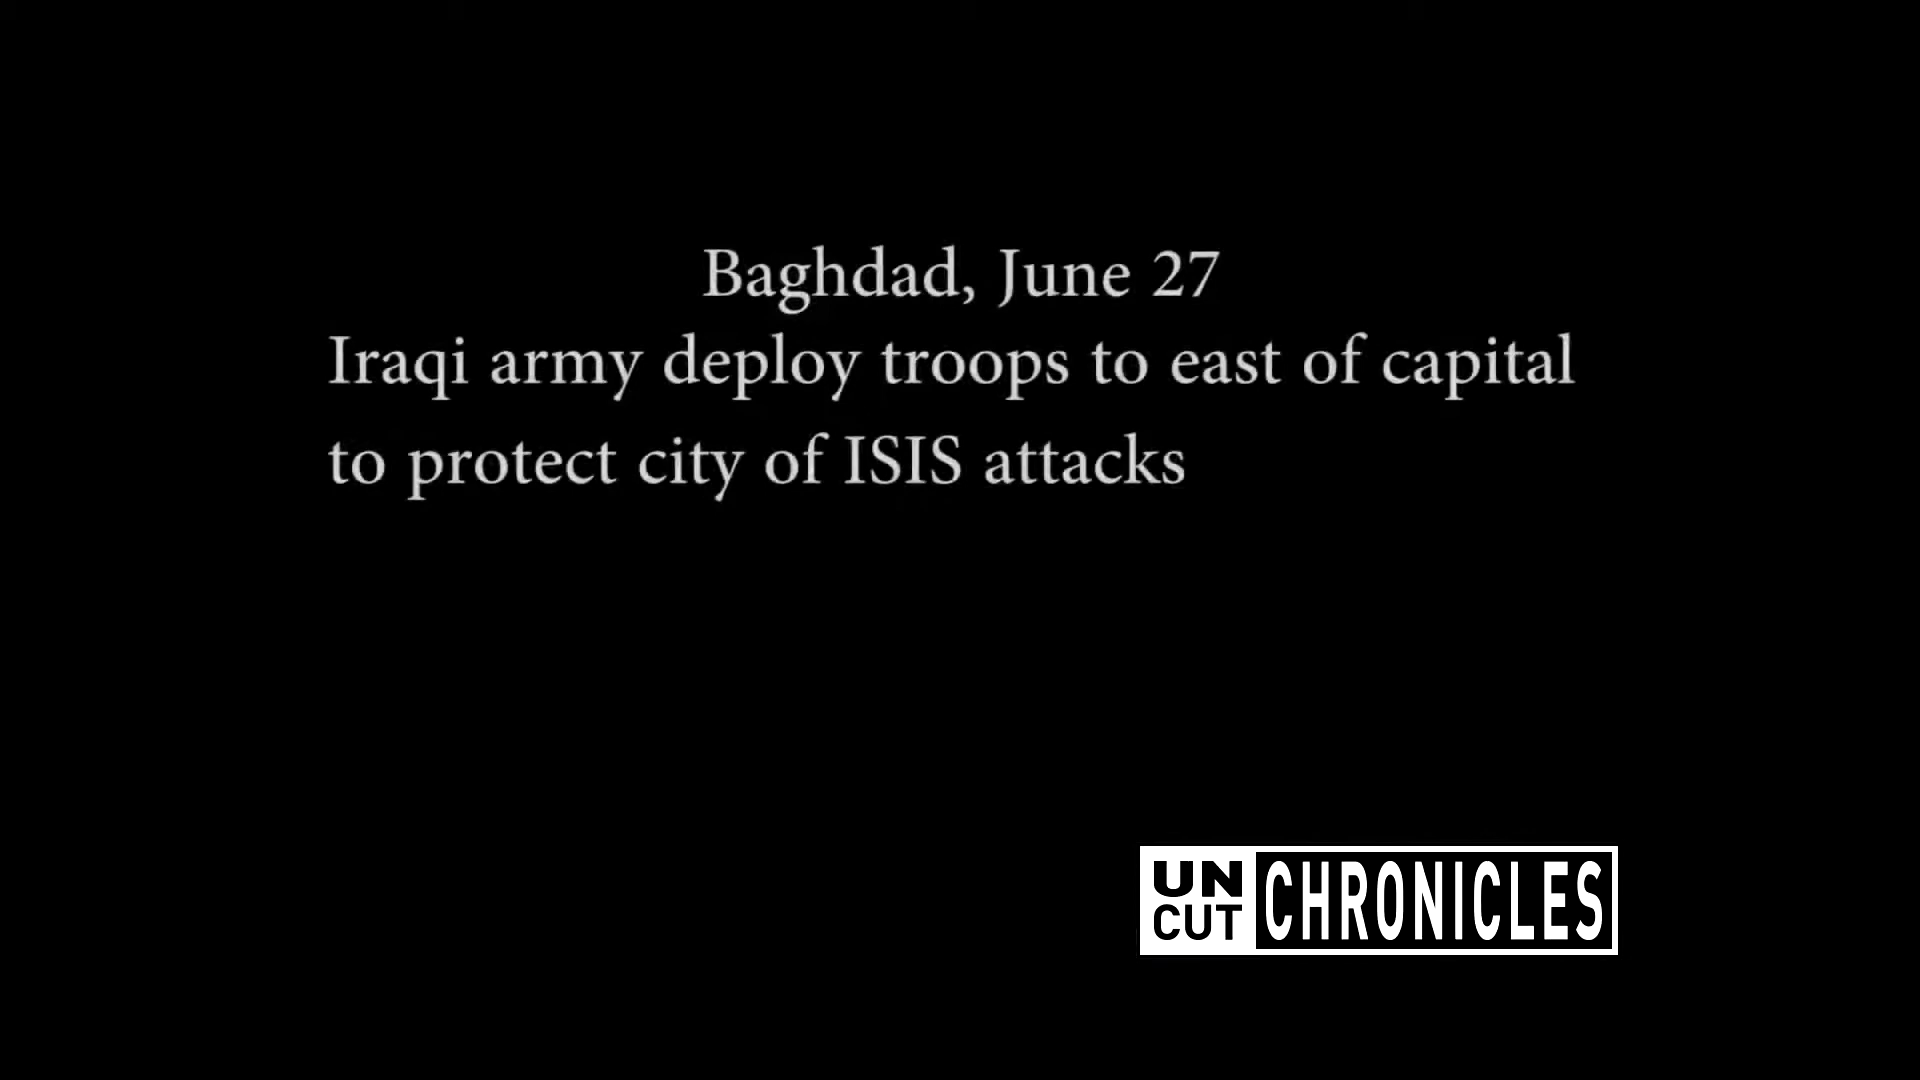 Baghdad, June 27
Iraqi army deploy troops to east of capital
to protect city of ISIS attacks
UN
CUT
CHRONICLES